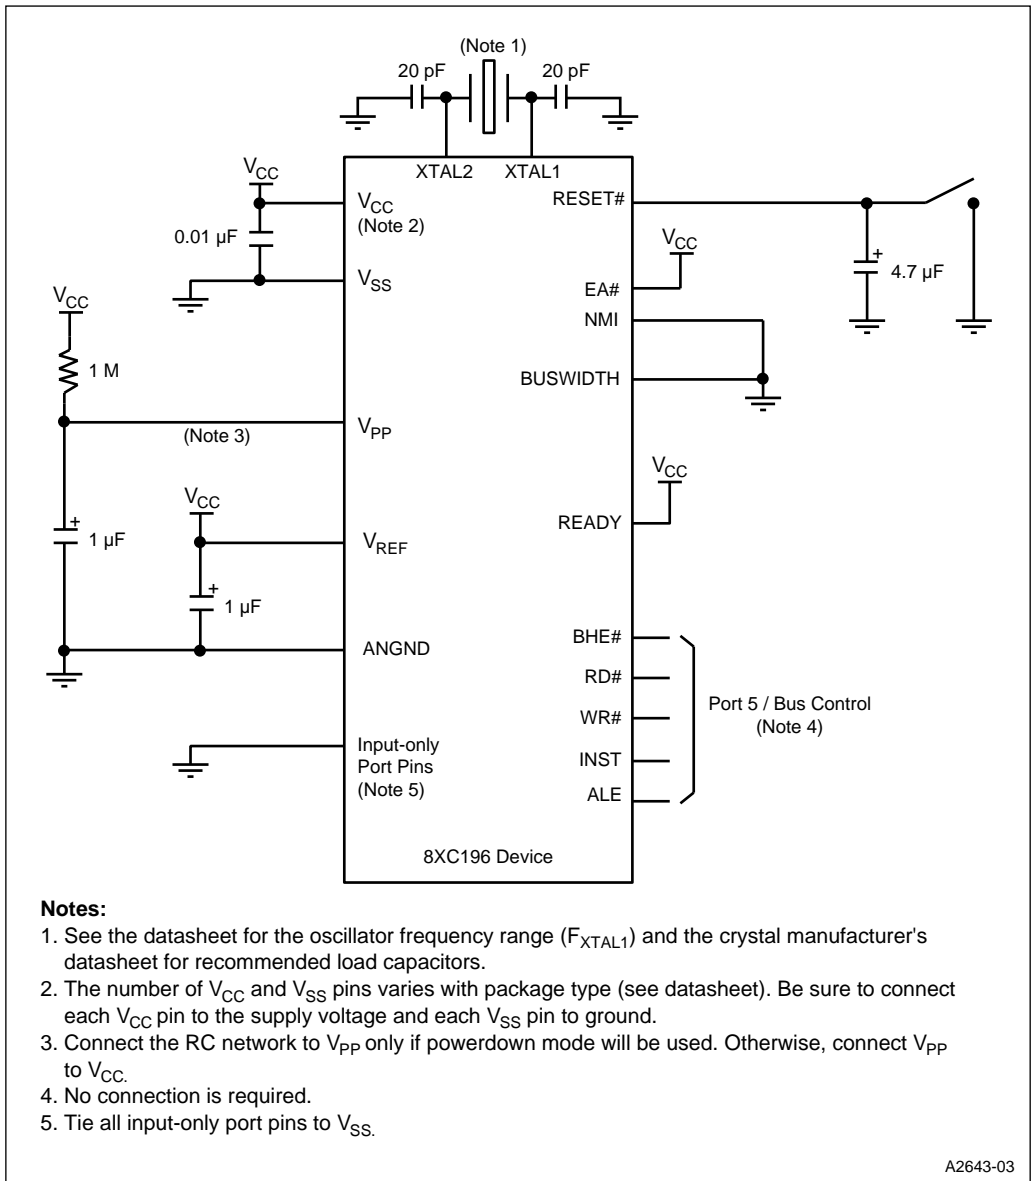 (Note 1)
20 pF
20 pF
XTAL2
XTAL1
VCC
VCC
(Note 2)
0.01 µF
VSS
RESET#
VCC
+
4.7 µF
EA#
NMI
VCC
1 M
BUSWIDTH
(Note 3)
VPP
VCC
+
1 µF
VCC
READY
VREF
+
1 µF
ANGND
BHE#
RD#
WR#
INST
ALE
Port 5 / Bus Control
(Note 4)
Input-only
Port Pins
(Note 5)
8XC196 Device
Notes:
1. See the datasheet for the oscillator frequency range (FXTAL1) and the crystal manufacturer's
datasheet for recommended load capacitors.
2. The number of VCC and VSS pins varies with package type (see datasheet). Be sure to connect
each VCC pin to the supply voltage and each VSS pin to ground.
3. Connect the RC network to VPP only if powerdown mode will be used. Otherwise, connect VPP
to VCC.
4. No connection is required.
5. Tie all input-only port pins to VSS.
A2643-03